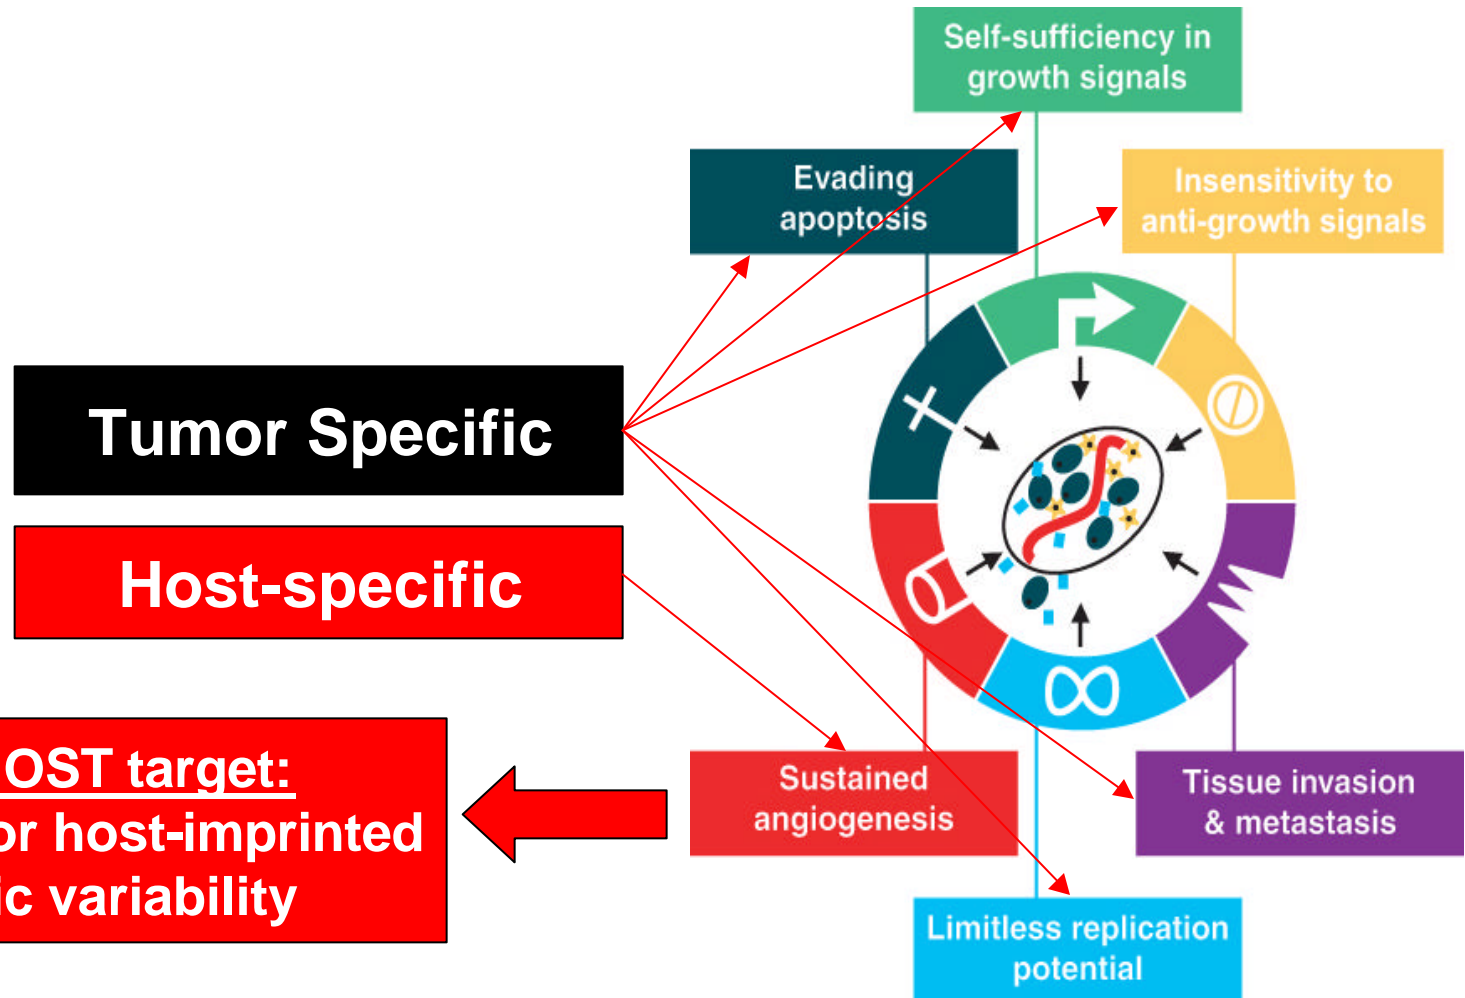 Self-sufficiency in
growth signals
Evading
apoptosis
Insensitivity to
anti-growth signals
Tumor Specific
Host-specific
OST target:
or host-imprinted
ic variability
Sustained
angiogenesis
Tissue invasion
& metastasis
Limitless replication
potential